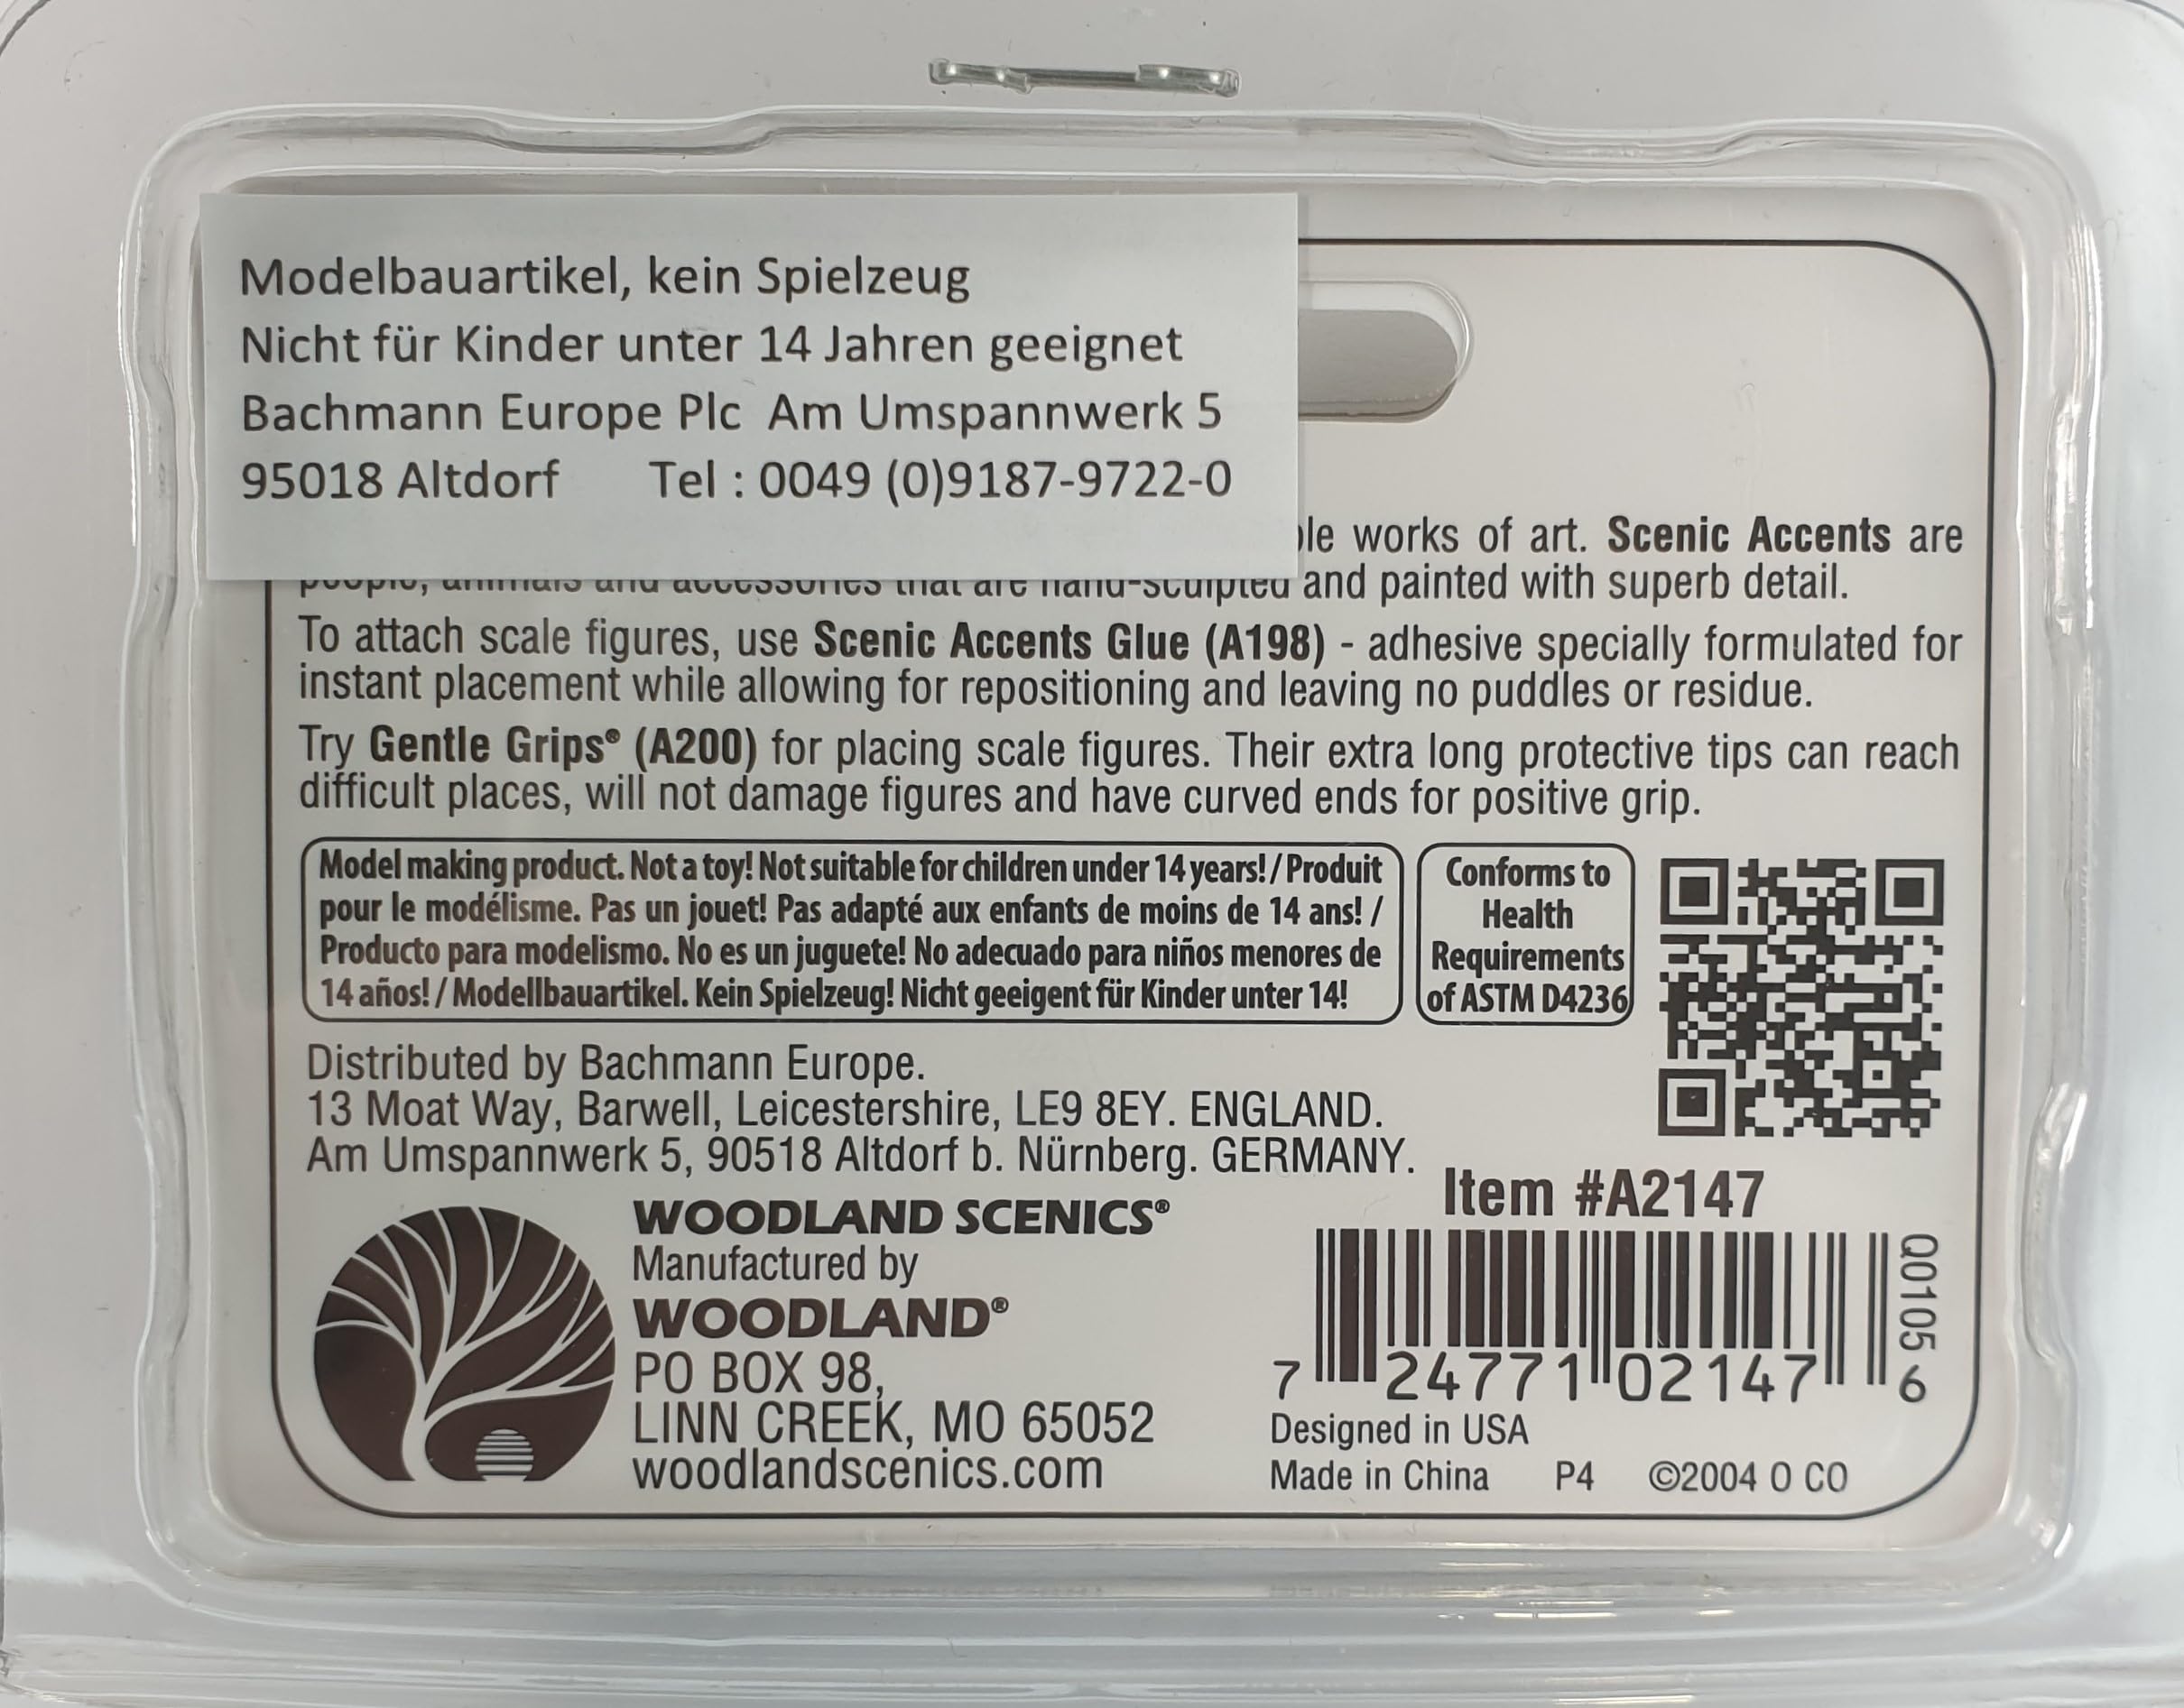 Modelbauartikel, kein Spielzeug
Nicht für Kinder unter 14 Jahren geeignet
Bachmann Europe Plc Am Umspannwerk 5
95018 Altdorf Tel : 0049 (0)9187-9722-0
works of art. Scenic Accents are
people, animals and accessories that are hand-sculpted and painted with superb detail.
To attach scale figures, use Scenic Accents Glue (A198) - adhesive specially formulated for
instant placement while allowing for repositioning and leaving no puddles or residue.
Try Gentle Grips® (A200) for placing scale figures. Their extra long protective tips can reach
difficult places, will not damage figures and have curved ends for positive grip.
Model making product. Not a toy! Not suitable for children under 14 years! / Produit
pour le modélisme. Pas un jouet! Pas adapté aux enfants de moins de 14 ans! /
Producto para modelismo. No es un juguete! No adecuado para niños menores de
14 años! / Modellbauartikel. Kein Spielzeug! Nicht geeigent für Kinder unter 14!
Conforms to
Health
Requirements
of ASTM D4236
Distributed by Bachmann Europe.
13 Moat Way, Barwell, Leicestershire, LE9 8EY. ENGLAND.
Am Umspannwerk 5, 90518 Altdorf b. Nürnberg. GERMANY.
WOODLAND SCENICS®
Manufactured by
WOODLAND®
PO BOX 98,
LINN CREEK, MO 65052
woodlandscenics.com
Item #A2147
Q0105
7 24771 02147 6
Designed in USA
Made in China P4 ©2004 O CO